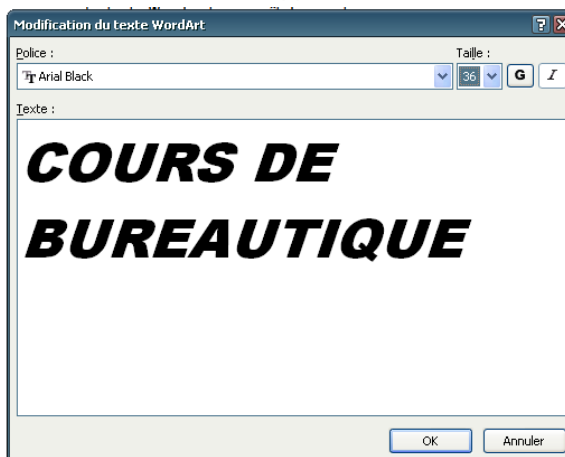 Modification du texte WordArt
Police :
Taille :
Arial Black
36
G
I
Texte :
COURS DE
BUREAUTIQUE
OK
Annuler